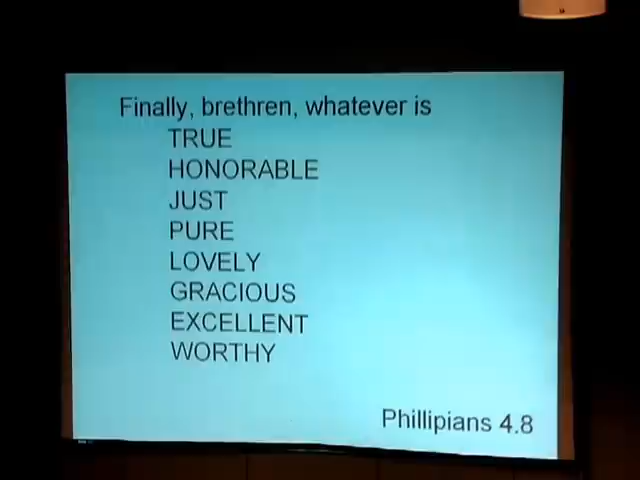 Finally, brethren, whatever is
TRUE
HONORABLE
JUST
PURE
LOVELY
GRACIOUS
EXCELLENT
WORTHY
Phillipians 4.8